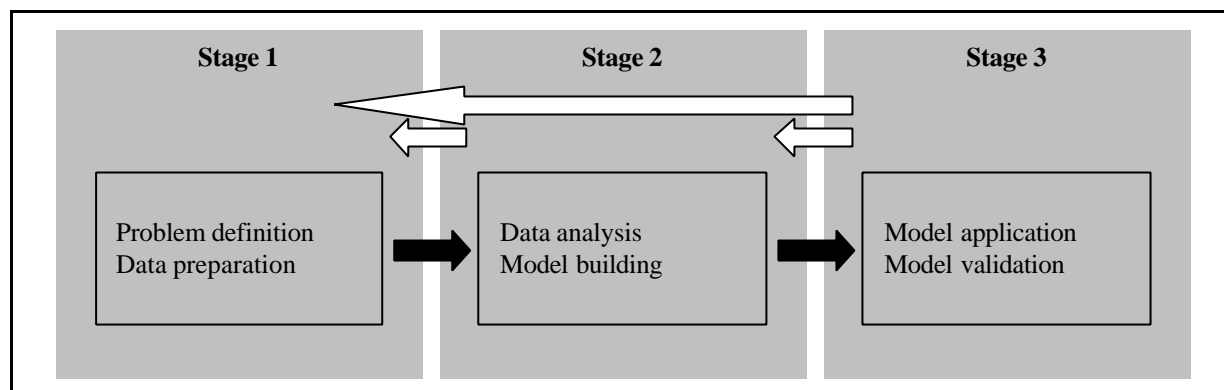 Stage 1
Stage 2
Stage 3
Problem definition
Data preparation
Data analysis
Model building
Model application
Model validation